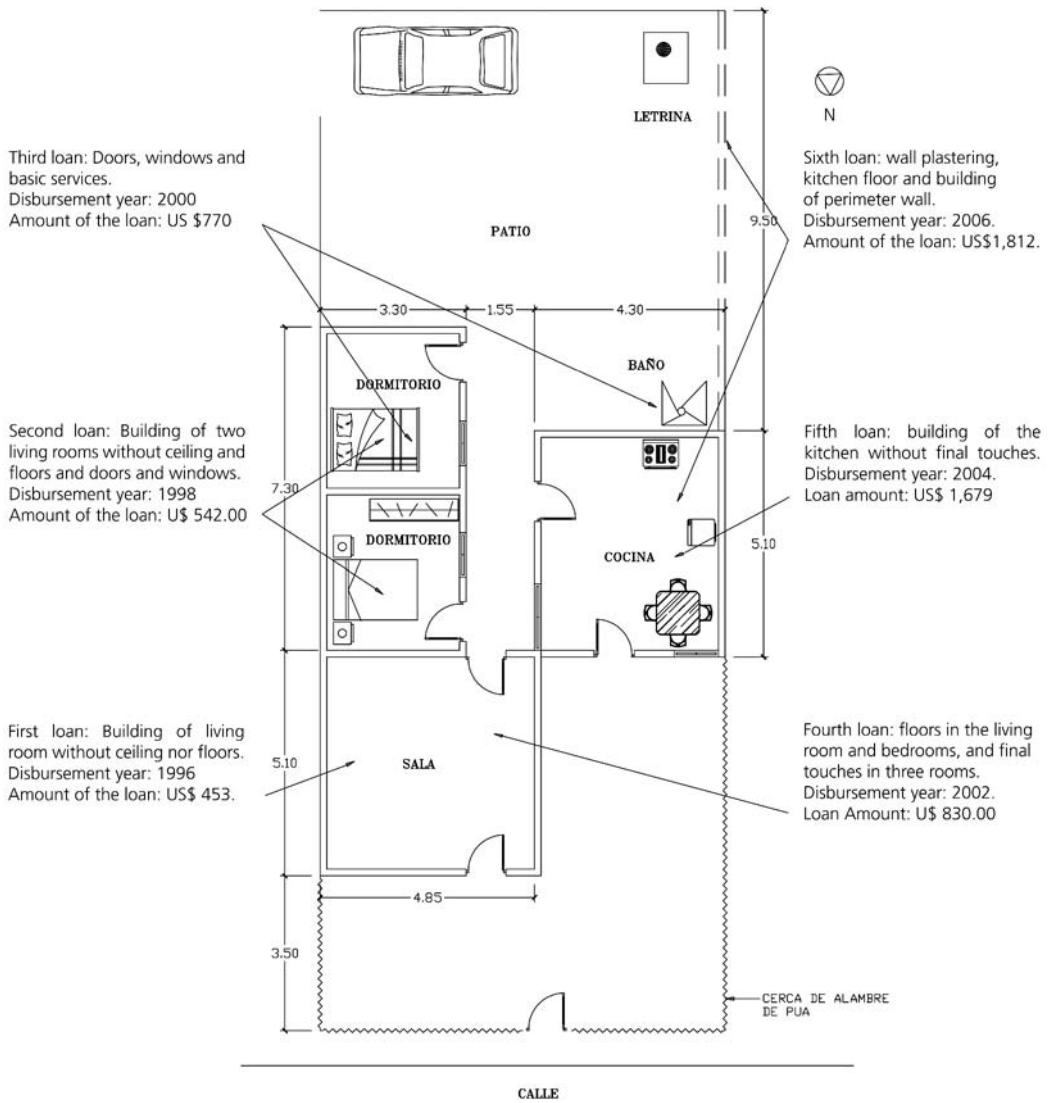 LETRINA
N
Third loan: Doors, windows and
basic services.
Disbursement year: 2000
Amount of the loan: US $770
Sixth loan: wall plastering,
kitchen floor and building
of perimeter wall.
Disbursement year: 2006.
Amount of the loan: US$1,812.
9.50
PATIO
3.30
1.55
4.30
BAÑO
DORMITORIO
Second loan: Building of two
living rooms without ceiling and
floors and doors and windows.
Disbursement year: 1998
Amount of the loan: U$ 542.00
7.30
Fifth loan: building of the
kitchen without final touches.
Disbursement year: 2004.
Loan amount: US$ 1,679
DORMITORIO
COCINA
5.10
First loan: Building of living
room without ceiling nor floors.
Disbursement year: 1996
Amount of the loan: US$ 453.
5.10
SALA
Fourth loan: floors in the living
room and bedrooms, and final
touches in three rooms.
Disbursement year: 2002.
Loan Amount: U$ 830.00
4.85
3.50
CERCA DE ALAMBRE
DE PUA
CALLE